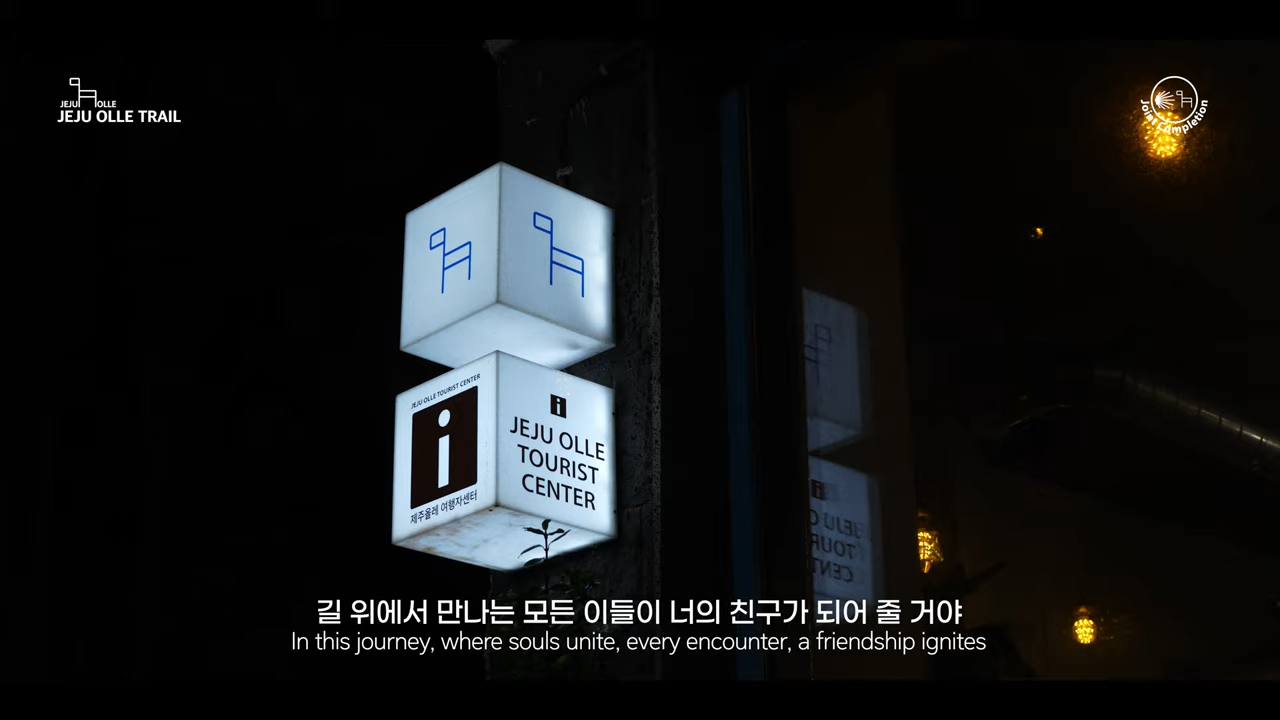 JEJU OLLE
JEJU OLLE TRAIL
Joint Completion
JEJU OLLE TOURIST CENTER
i
제주올레 여행자센터
i
JEJU OLLE
TOURIST
CENTER
길 위에서 만나는 모든 이들이 너의 친구가 되어 줄 거야
In this journey, where souls unite, every encounter, a friendship ignites